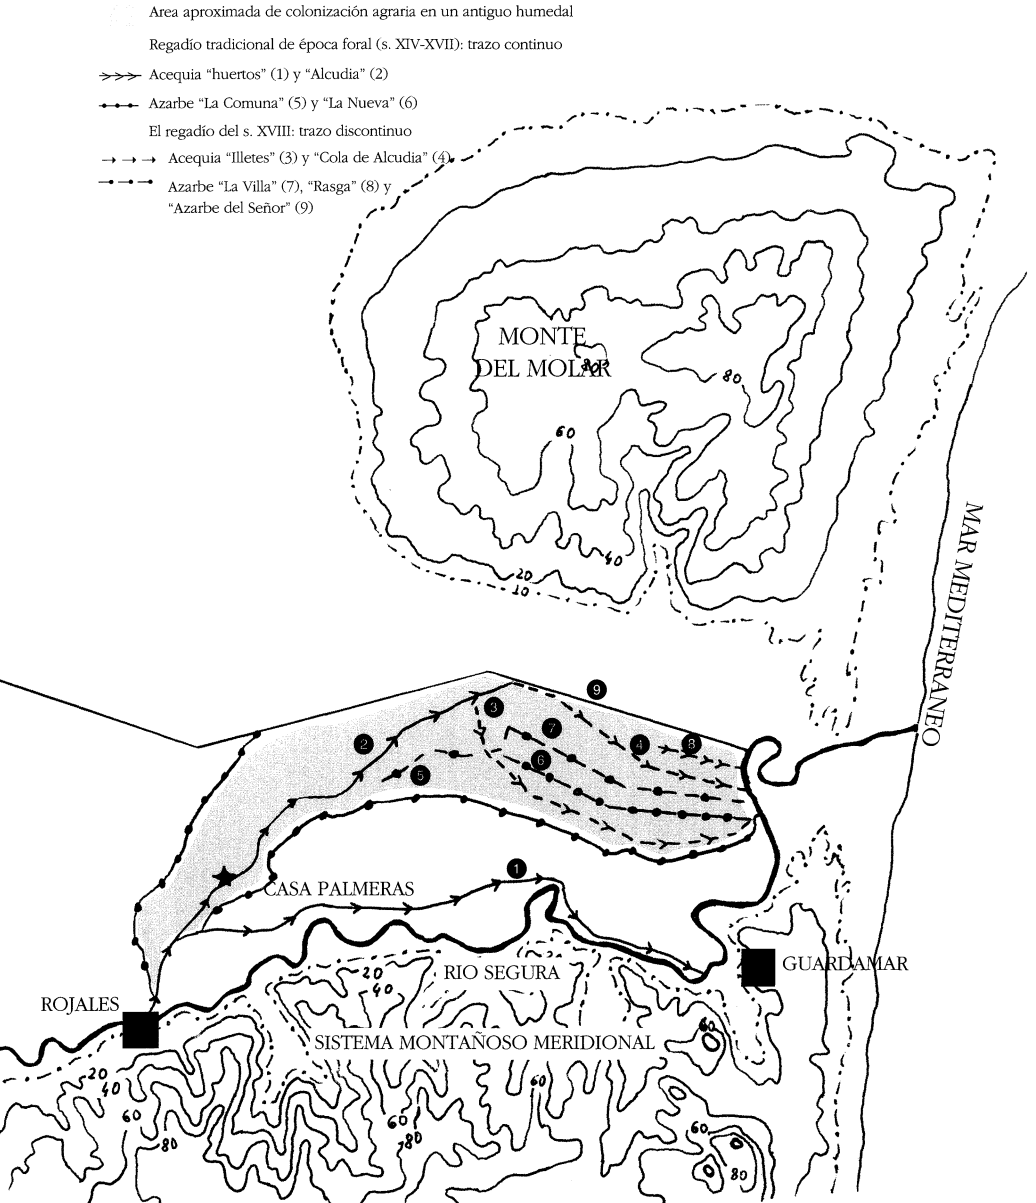 Area aproximada de colonización agraria en un antiguo humedal
Regadío tradicional de época foral (s. XIV-XVII): trazo continuo
Acequia “huertos” (1) y “Alcudia” (2)
Azarbe “La Comuna” (5) y “La Nueva” (6)
El regadío del s. XVIII: trazo discontinuo
Acequia “Illetes” (3) y “Cola de Alcudia” (4)
Azarbe “La Villa” (7), “Rasga” (8) y
“Azarbe del Señor” (9)
MONTE
DEL MOLAR
80
80
60
40
20
10
MAR MEDITERRANEO
9
3
7
2
4
8
6
5
1
CASA PALMERAS
RIO SEGURA
GUARDAMAR
ROJALES
20
40
SISTEMA MONTAÑOSO MERIDIONAL
60
20
40
60
80
60
60
80
60
80